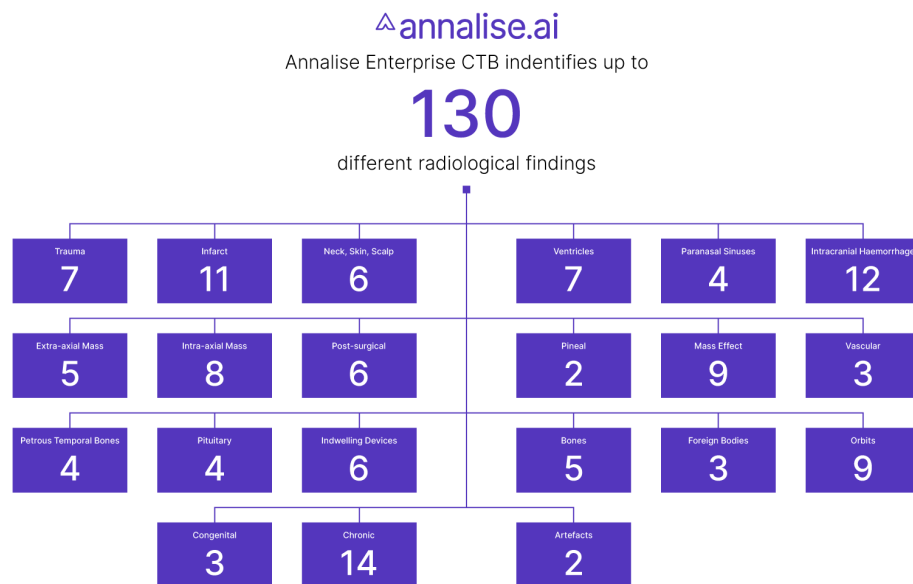 annalise.ai
Annalise Enterprise CTB indentifies up to
130
different radiological findings
Trauma
7
Infarct
11
Neck, Skin, Scalp
6
Ventricles
7
Paranasal Sinuses
4
Intracranial Haemorrhage
12
Extra-axial Mass
5
Intra-axial Mass
8
Post-surgical
6
Pineal
2
Mass Effect
9
Vascular
3
Petrous Temporal Bones
4
Pituitary
4
Indwelling Devices
6
Bones
5
Foreign Bodies
3
Orbits
9
Congenital
3
Chronic
14
Artefacts
2